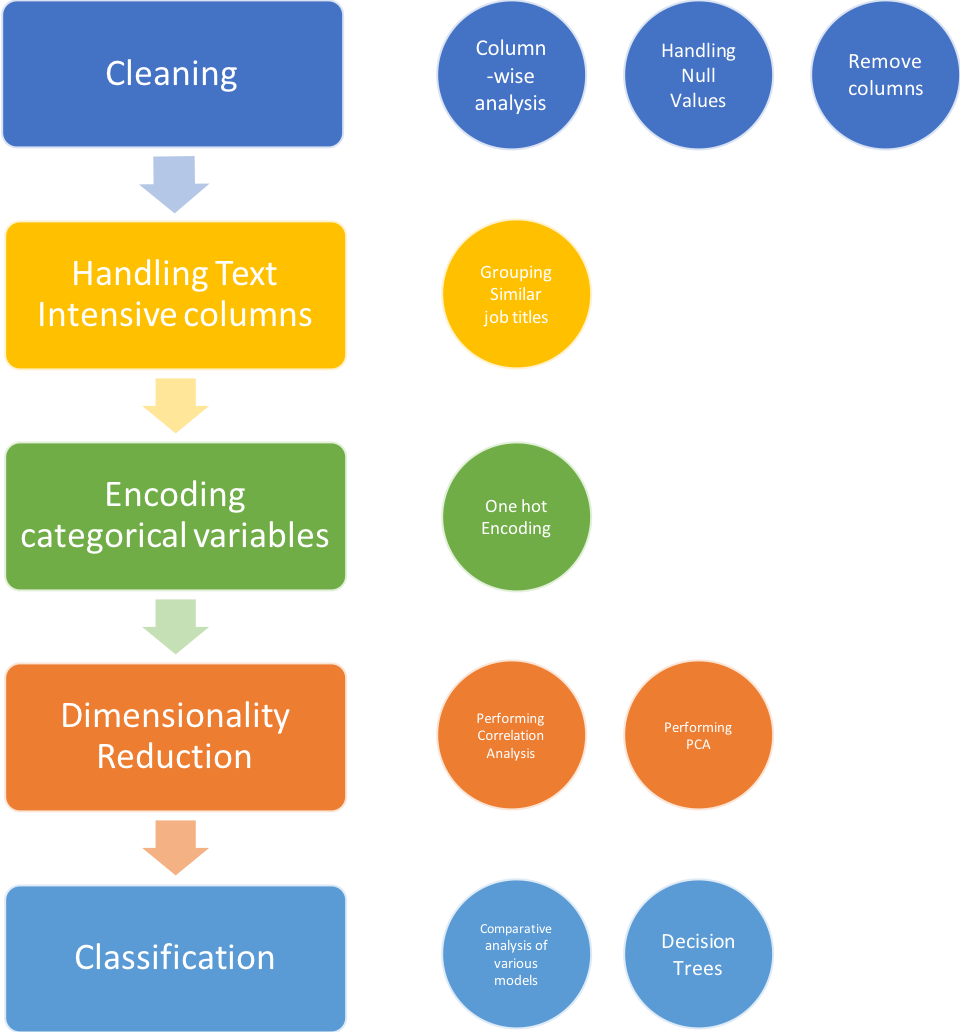 Cleaning
Column
-wise
analysis
Handling
Null
Values
Remove
columns
Handling Text
Intensive columns
Grouping
Similar
job titles
Encoding
categorical variables
One hot
Encoding
Dimensionality
Reduction
Performing
Correlation
Analysis
Performing
PCA
Classification
Comparative
analysis of
various
models
Decision
Trees